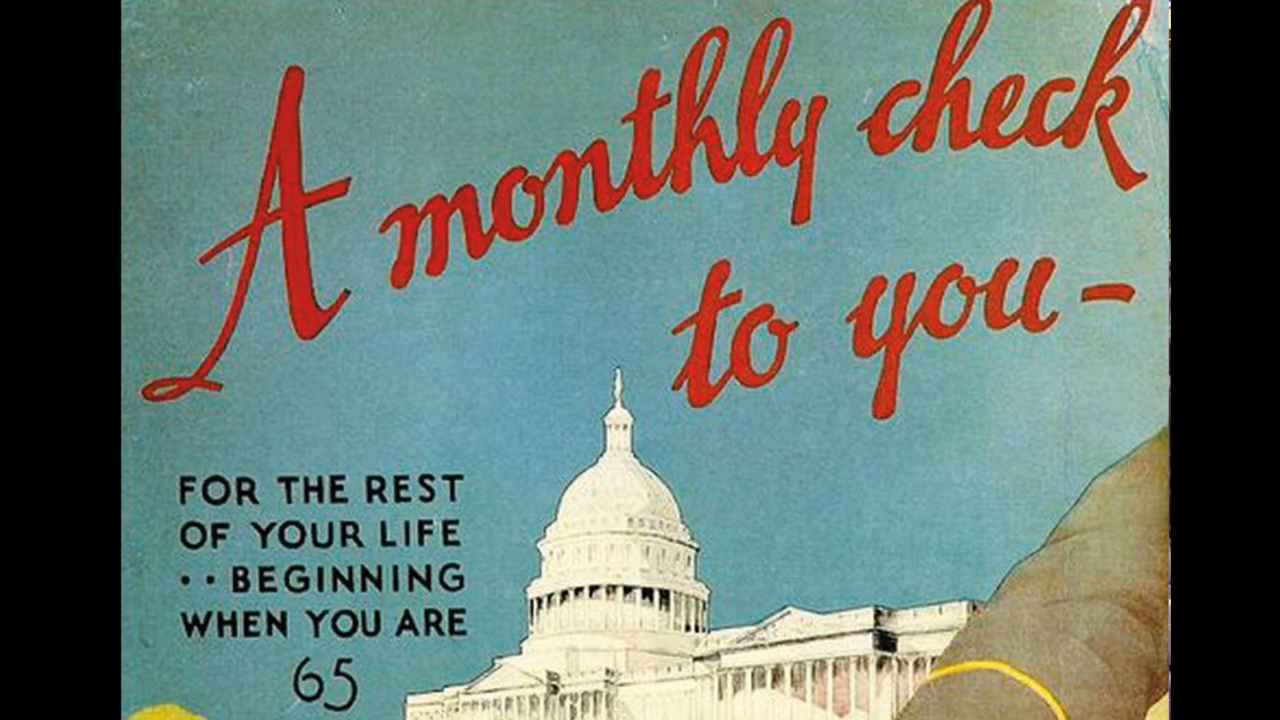 A monthly check
to you-
FOR THE REST
OF YOUR LIFE
··BEGINNING
WHEN YOU ARE
65